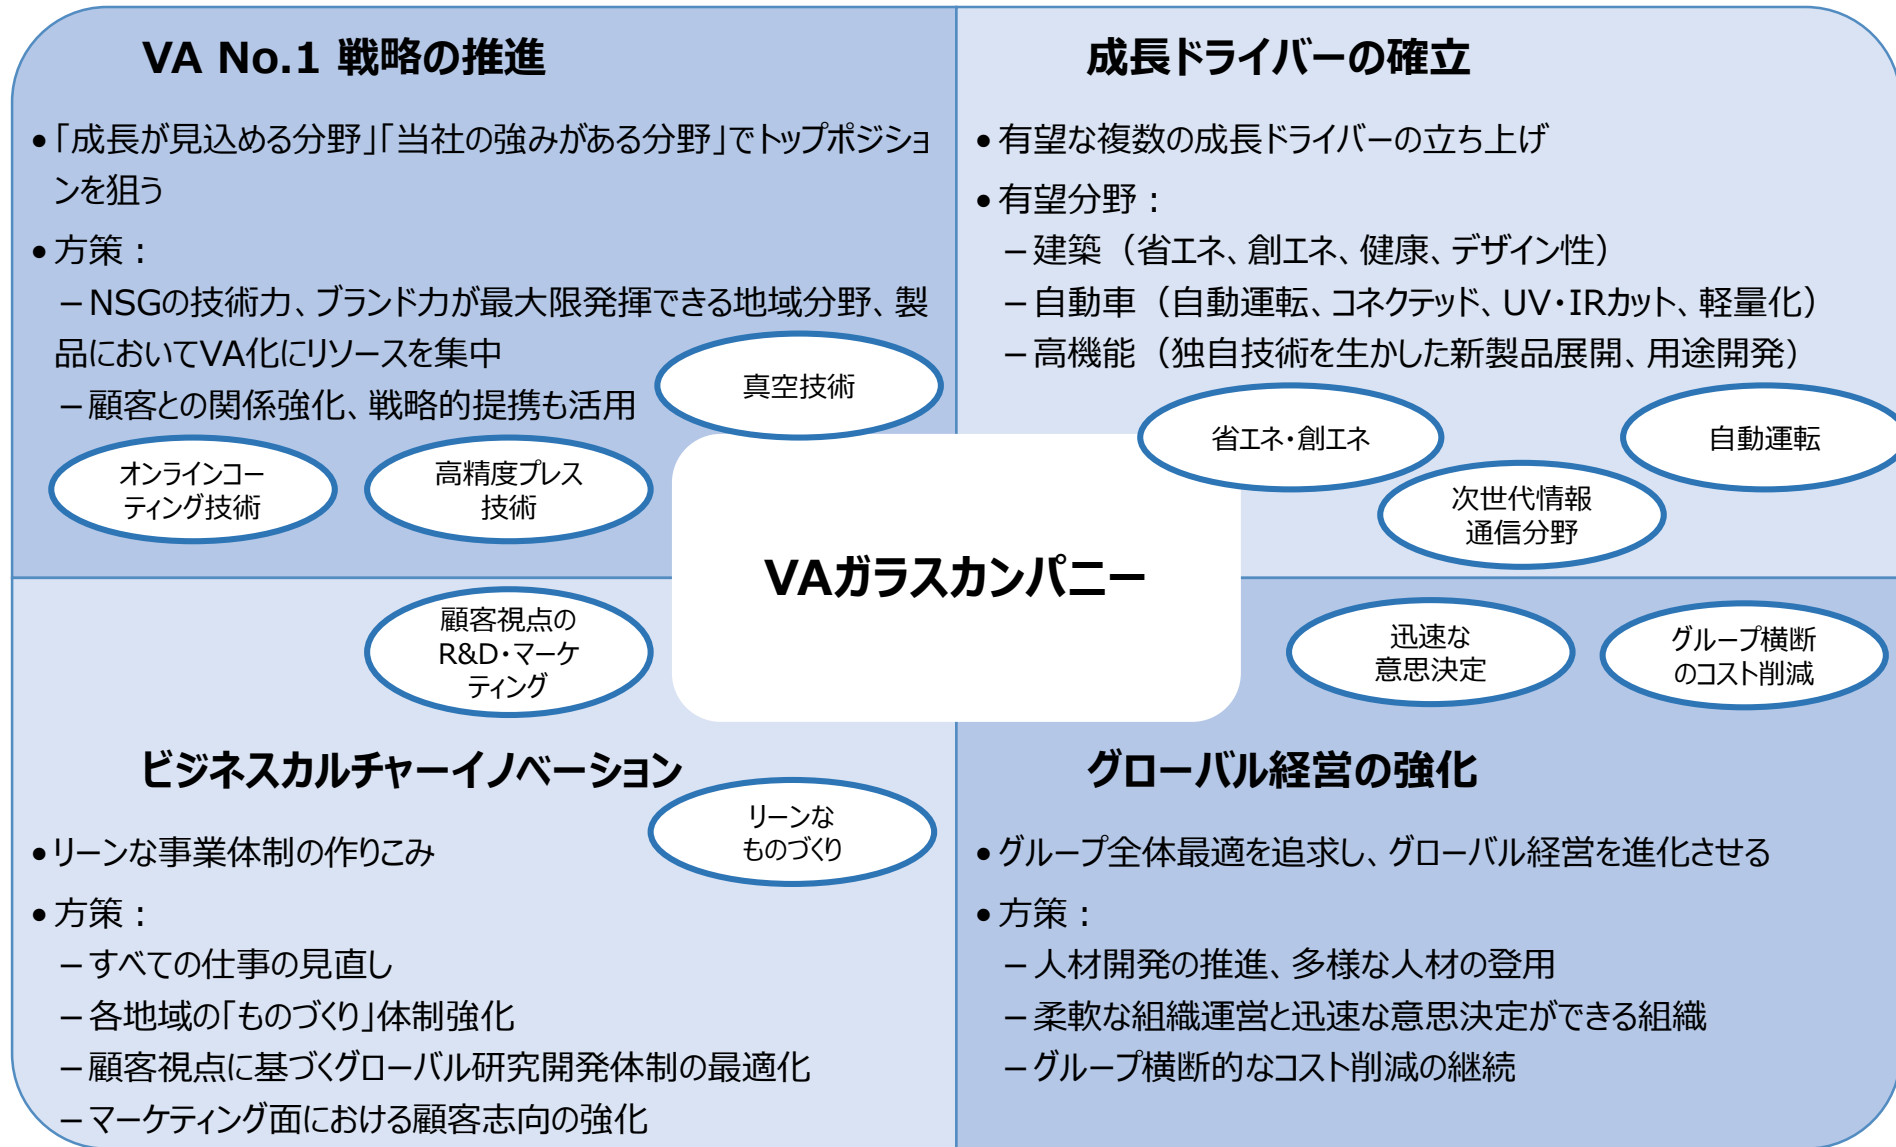 VA No.1 戦略の推進
•「成長が見込める分野」「当社の強みがある分野」でトップポジショ
ンを狙う
•方策：
－NSGの技術力、ブランド力が最大限発揮できる地域分野、製
品においてVA化にリソースを集中
－顧客との関係強化、戦略的提携も活用
真空技術
オンラインコー
ティング技術
高精度プレス
技術
成長ドライバーの確立
•有望な複数の成長ドライバーの立ち上げ
•有望分野：
－建築（省エネ、創エネ、健康、デザイン性）
－自動車（自動運転、コネクテッド、UV・IRカット、軽量化）
－高機能（独自技術を生かした新製品展開、用途開発）
省エネ・創エネ
自動運転
次世代情報
通信分野
VAガラスカンパニー
顧客視点の
R&D・マーケ
ティング
ビジネスカルチャーイノベーション
リーンな
ものづくり
•リーンな事業体制の作りこみ
•方策：
－すべての仕事の見直し
－各地域の「ものづくり」体制強化
－顧客視点に基づくグローバル研究開発体制の最適化
－マーケティング面における顧客志向の強化
迅速な
意思決定
グループ横断
のコスト削減
グローバル経営の強化
•グループ全体最適を追求し、グローバル経営を進化させる
•方策：
－人材開発の推進、多様な人材の登用
－柔軟な組織運営と迅速な意思決定ができる組織
－グループ横断的なコスト削減の継続